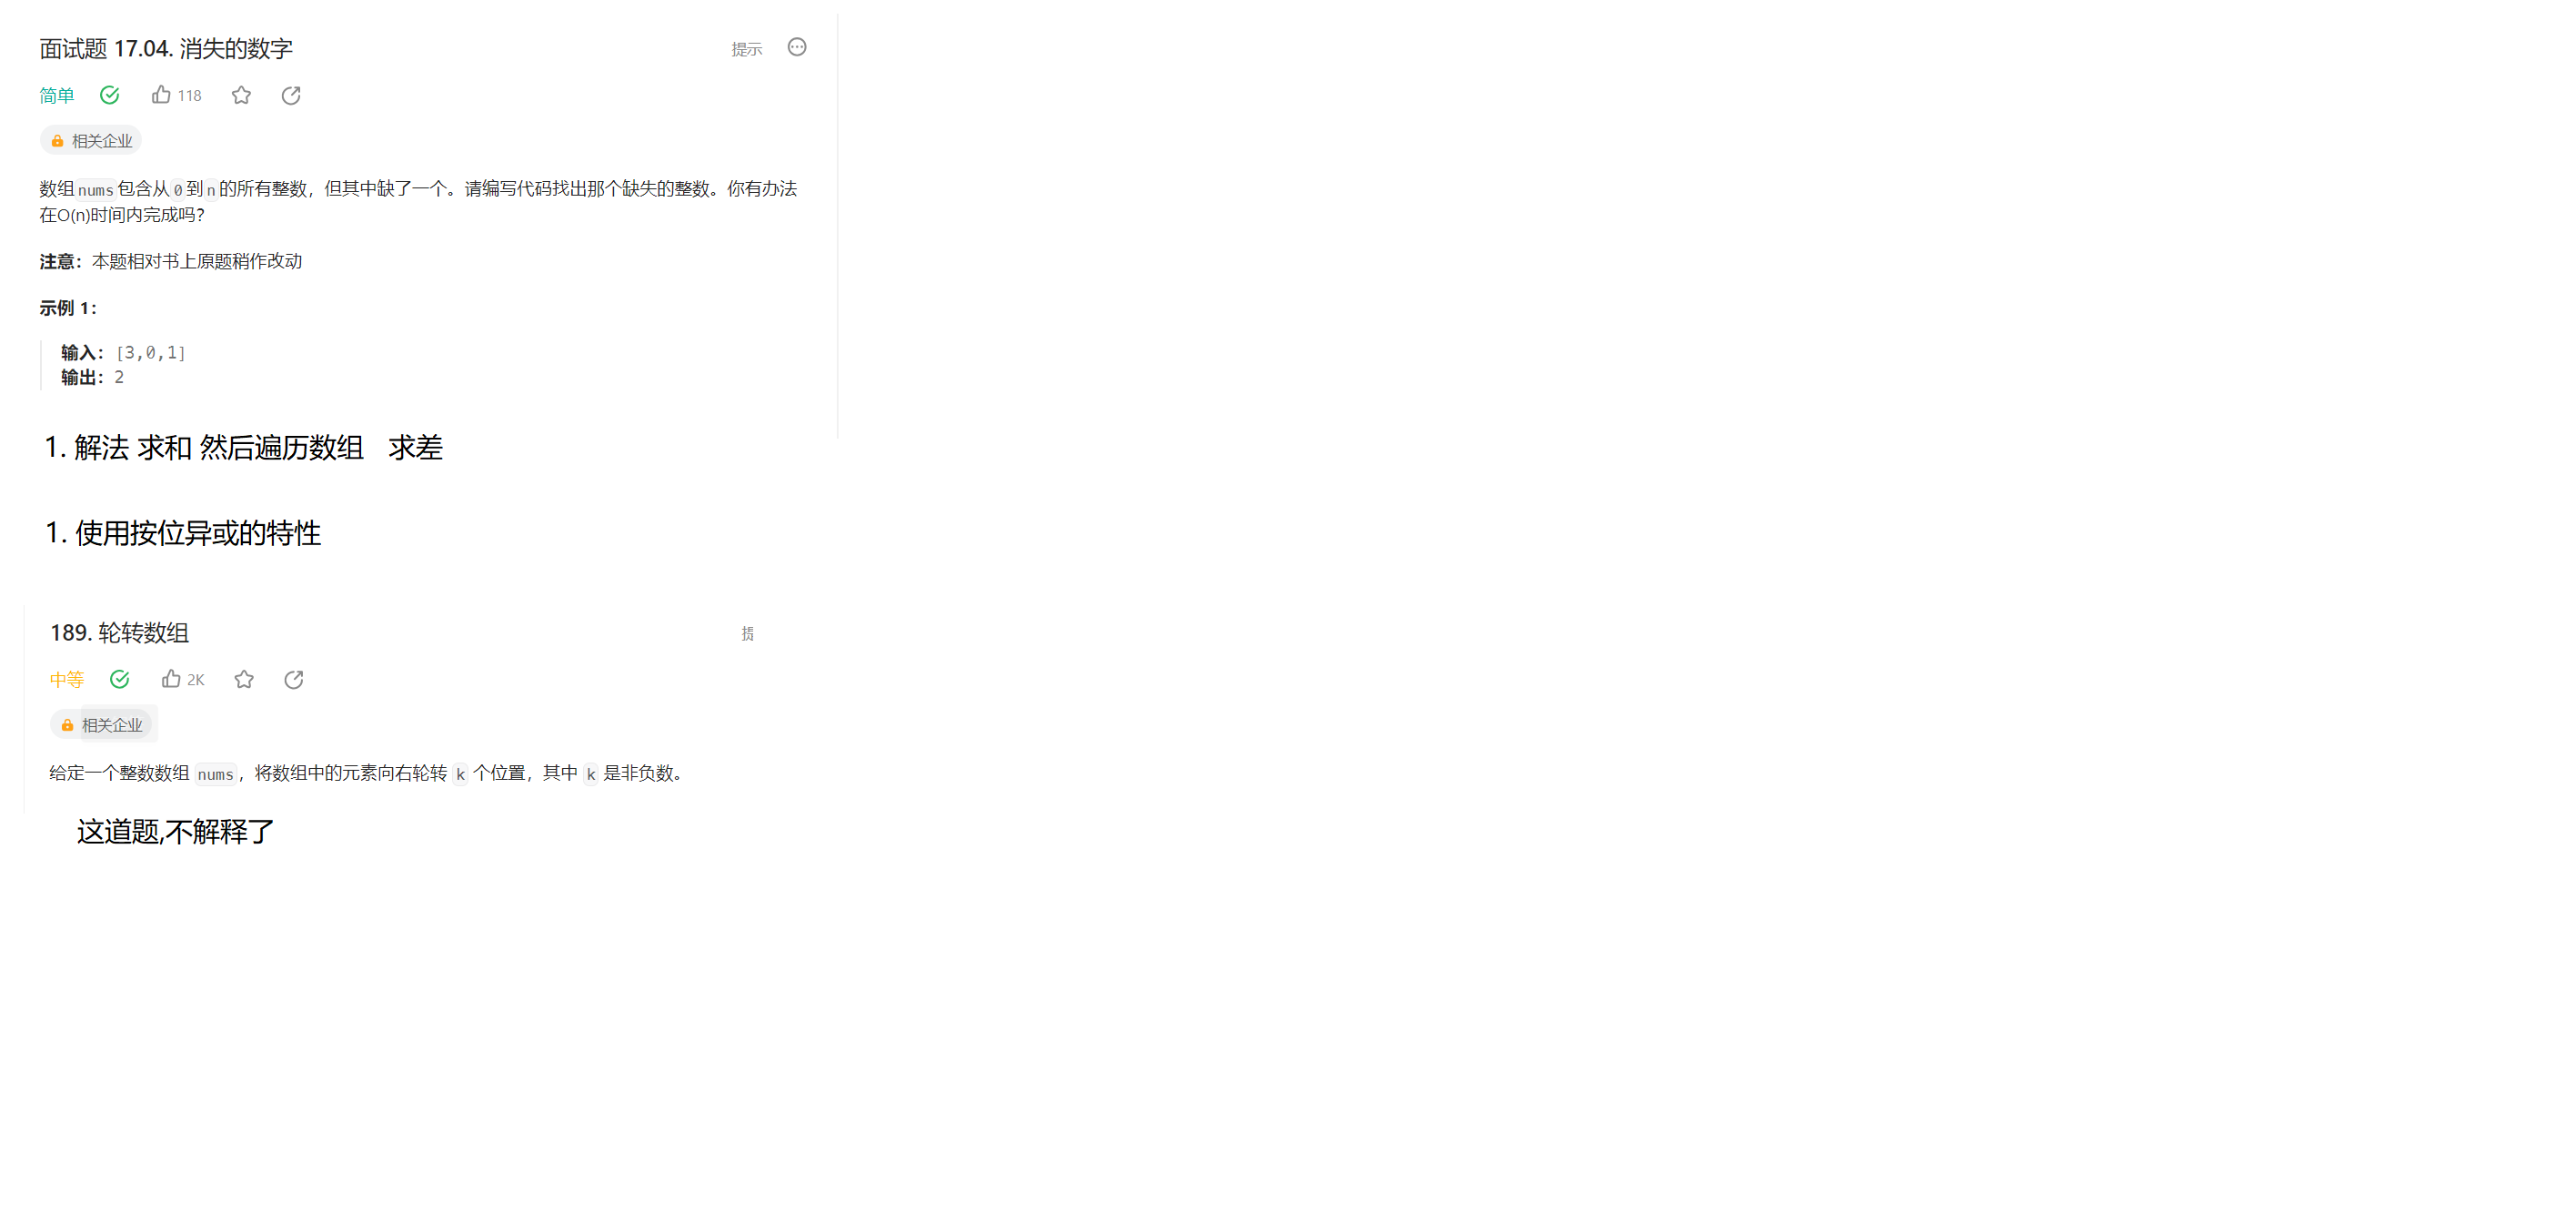 面试题 17.04. 消失的数字
提示
简单 118
相关企业
数组nums包含从0到n的所有整数，但其中缺了一个。请编写代码找出那个缺失的整数。你有办法
在O(n)时间内完成吗？
注意：本题相对书上原题稍作改动
示例 1：
输入：[3,0,1]
输出：2
1. 解法 求和 然后遍历数组 求差
1. 使用按位异或的特性
189. 轮转数组
中等 2K
相关企业
给定一个整数数组 nums，将数组中的元素向右轮转 k 个位置，其中 k 是非负数。
这道题,不解释了